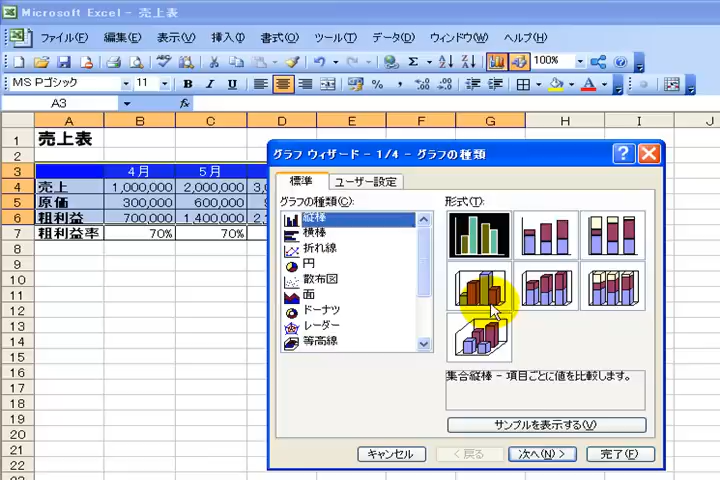 Microsoft Excel - 売上表
ファイル(F) 編集(E) 表示(V) 挿入(I) 書式(O) ツール(T) データ(D) ウィンドウ(W) ヘルプ(H)
100%
MS Pゴシック 11 B I U
A3 fx
A B C D E F G H I J
1 売上表
2
3 4月 5月
4 売上 1,000,000 2,000,000
5 原価 300,000 600,000
6 粗利益 700,000 1,400,000
7 粗利益率 70% 70%
8
9
10
11
12
13
14
15
16
17
18
19
20
21
22
グラフ ウィザード - 1/4 - グラフの種類
標準 ユーザー設定
グラフの種類(C): 形式(T):
縦棒
横棒
折れ線
円
散布図
面
ドーナツ
レーダー
等高線
集合縦棒 - 項目ごとに値を比較します。
サンプルを表示する(V)
キャンセル < 戻る 次へ(N) > 完了(F)